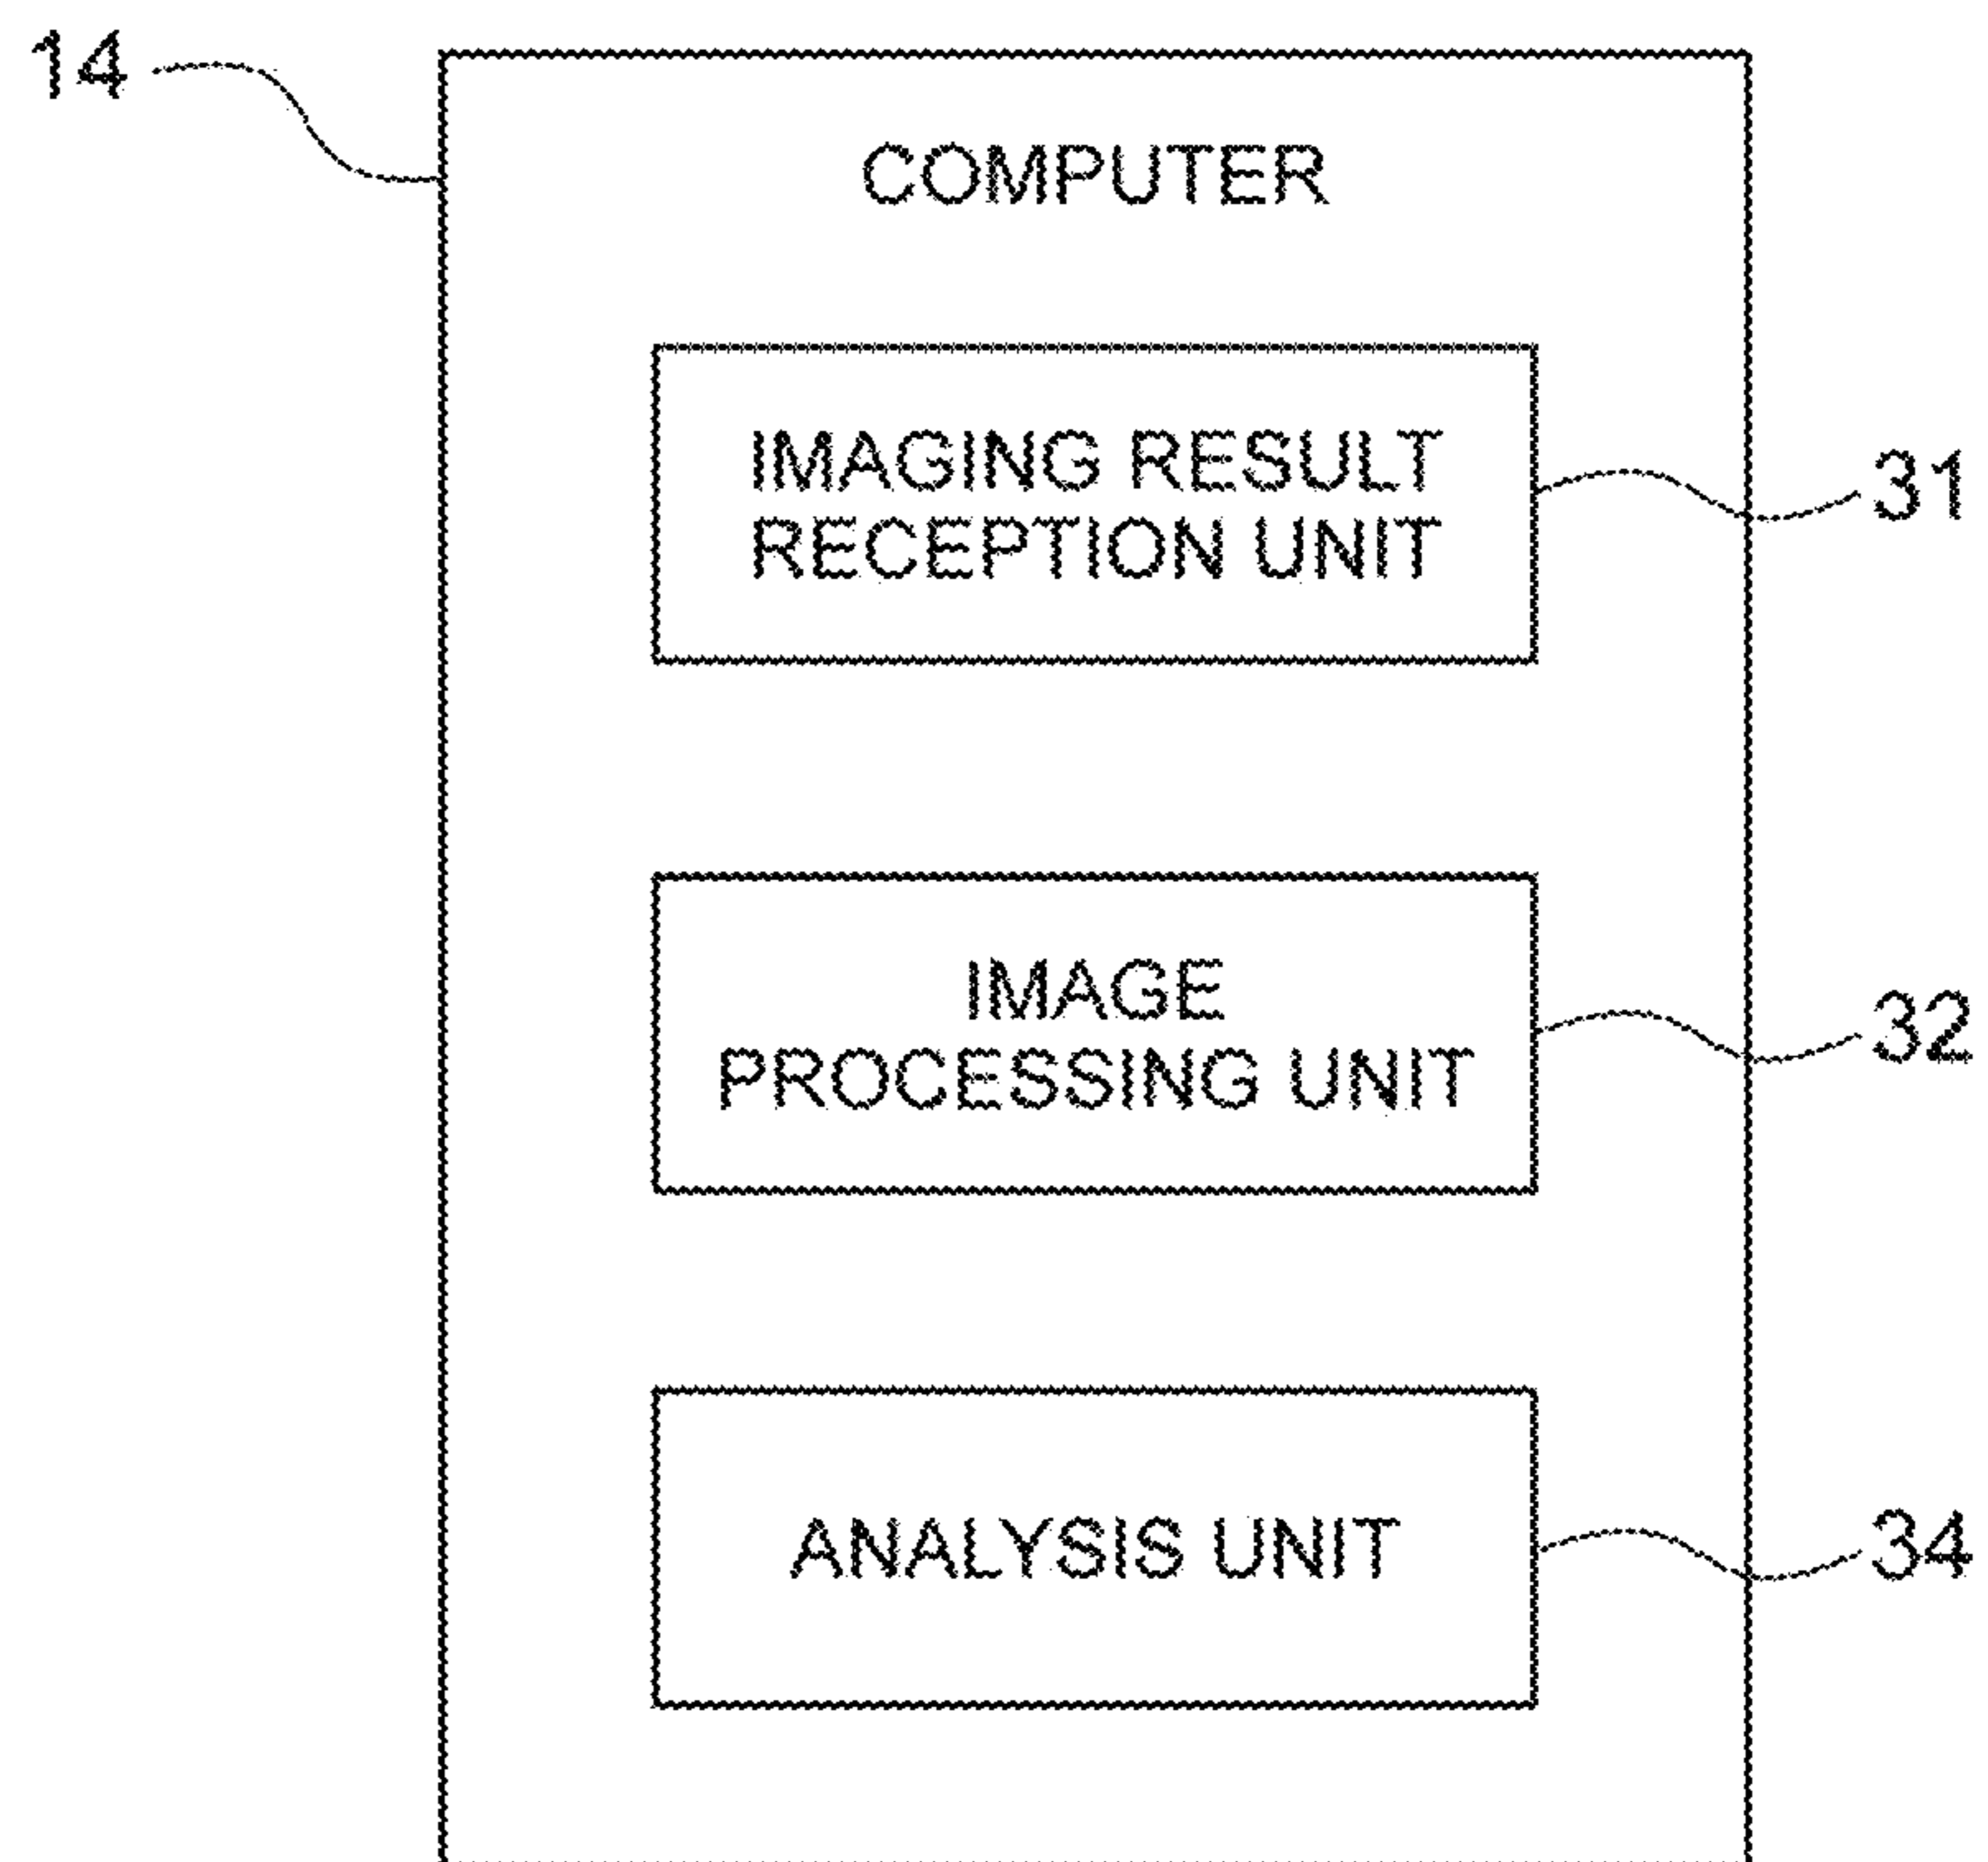 14
COMPUTER
IMAGING RESULT
RECEPTION UNIT
31
IMAGE
PROCESSING UNIT
32
ANALYSIS UNIT
34